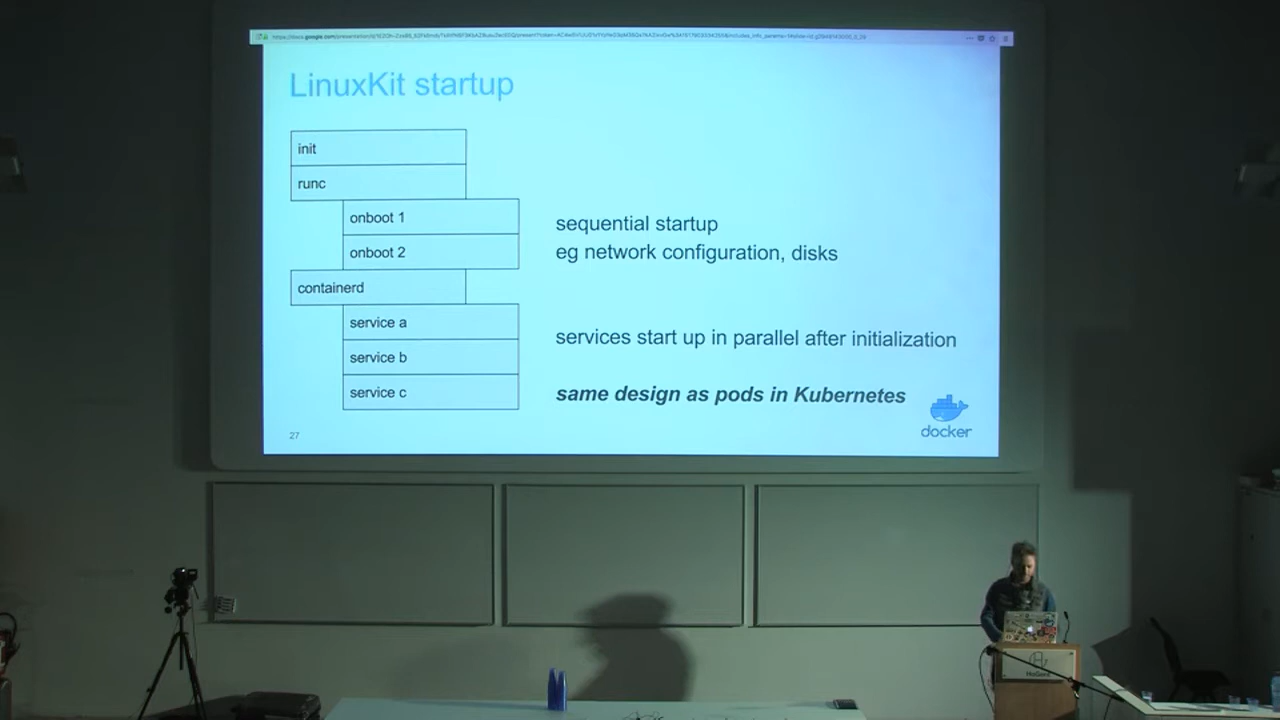 LinuxKit startup
init
runc
onboot 1
onboot 2
sequential startup
eg network configuration, disks
containerd
service a
service b
service c
services start up in parallel after initialization
same design as pods in Kubernetes
docker
27